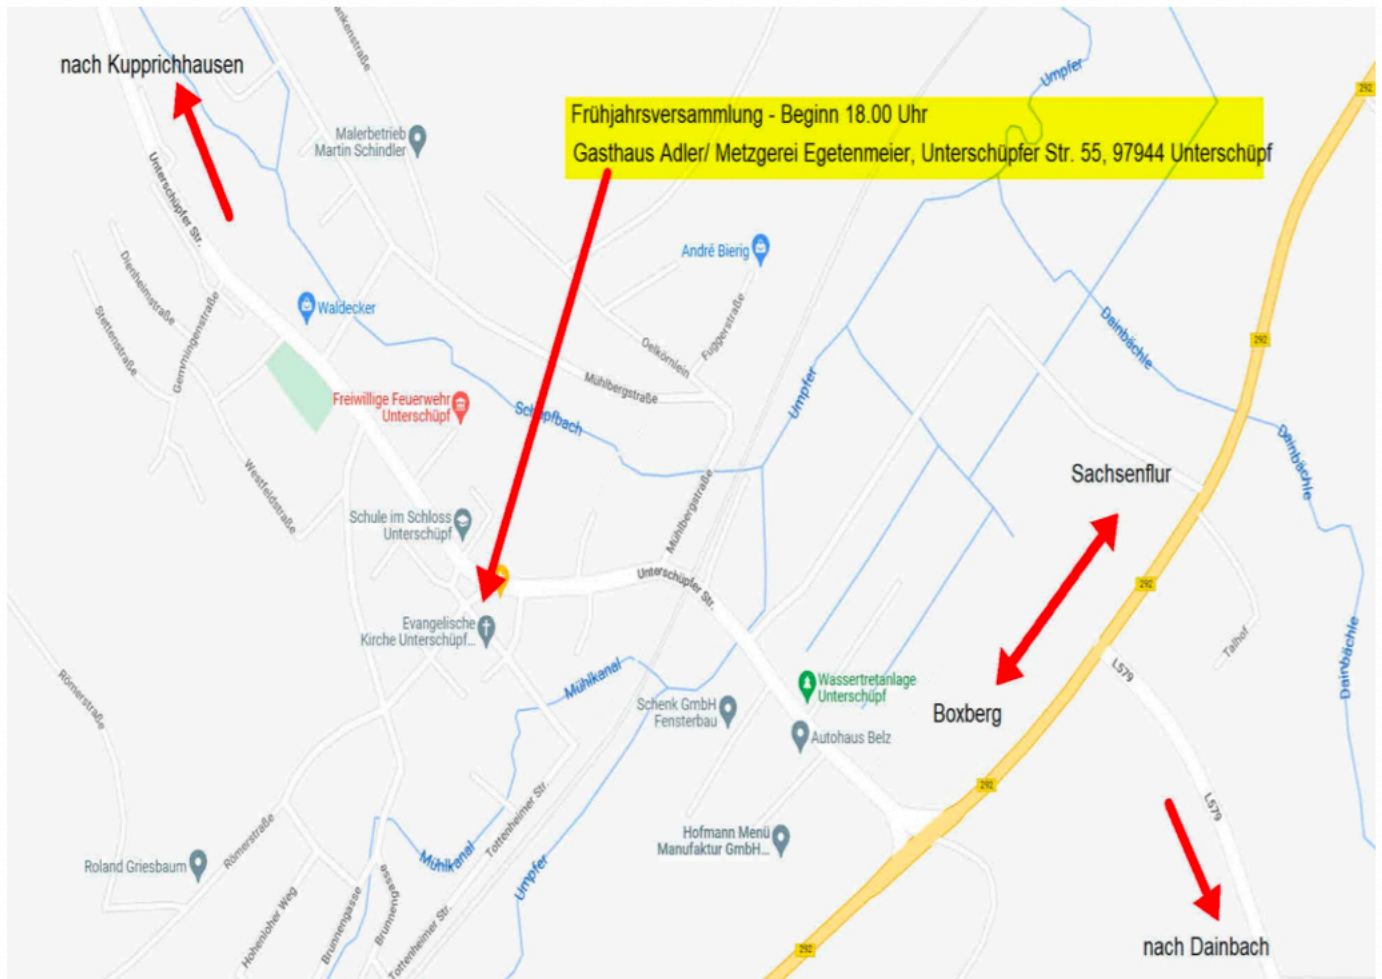 nach Kupprichhausen
Umpfer
292
Frühjahrsversammlung - Beginn 18.00 Uhr
Gasthaus Adler/ Metzgerei Egetenmeier, Unterschüpfer Str. 55, 97944 Unterschüpf
Malerbetrieb
Martin Schindler
Unterschüpfer Str.
André Bierig
Dienheimstraße
Stettenstraße
Gemmingenstraße
Waldecker
Oelkörnlein
Fuggerstraße
Dainbächle
292
Mühlbergstraße
Umpfer
Freiwillige Feuerwehr
Unterschüpf
Schüpfbach
Dainbächle
Westfeldstraße
Mühlbergstraße
Sachsenflur
Schule im Schloss
Unterschüpf
Unterschüpfer Str.
292
Evangelische
Kirche Unterschüpf...
Talhof
Dainbächle
Römerstraße
Mühlkanal
L579
Wassertretanlage
Unterschüpf
Schenk GmbH
Fensterbau
Boxberg
Autohaus Belz
292
L579
Tottenheimer Str.
Römerstraße
Hofmann Menü
Manufaktur GmbH...
Roland Griesbaum
Mühlkanal
Umpfer
Hohenloher Weg
Brunnengasse
Brunnengasse
Tottenheimer Str.
292
nach Dainbach